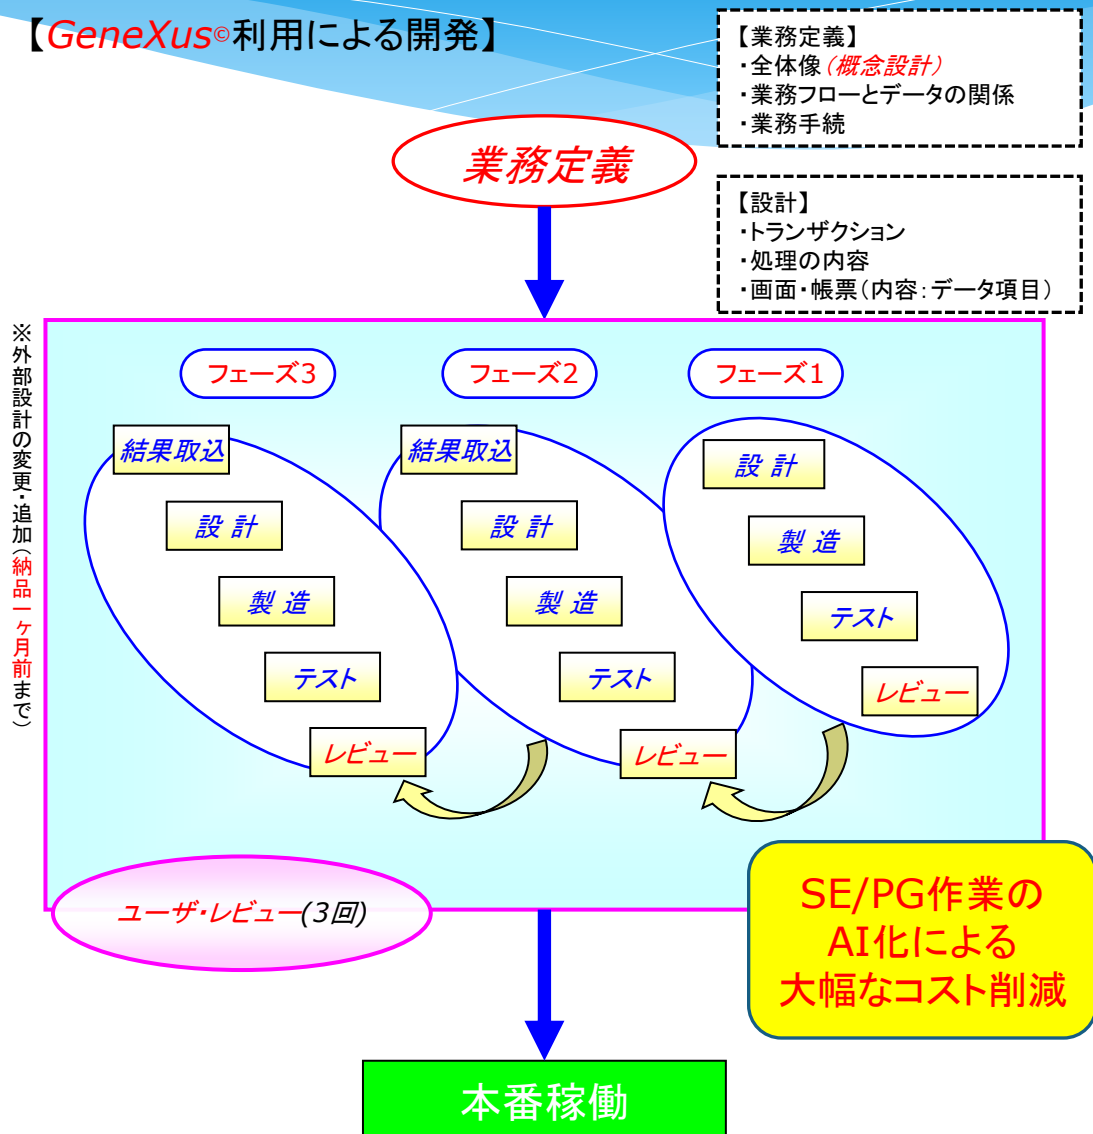 【GeneXus©利用による開発】
【業務定義】
・全体像(概念設計)
・業務フローとデータの関係
・業務手続
業務定義
【設計】
・トランザクション
・処理の内容
・画面・帳票(内容:データ項目)
※外部設計の変更・追加(納品一ヶ月前まで)
フェーズ3
フェーズ2
フェーズ1
結果取込
設 計
製 造
テスト
レビュー
結果取込
設 計
製 造
テスト
レビュー
設 計
製 造
テスト
レビュー
ユーザ・レビュー(3回)
SE/PG作業の
AI化による
大幅なコスト削減
本番稼働